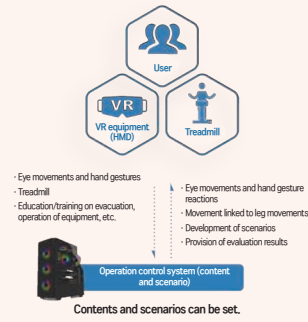 User
VR
VR equipment
(HMD)
Treadmill
· Eye movements and hand gestures
· Treadmill
· Education/training on evacuation,
operation of equipment, etc.
· Eye movements and hand gesture
reactions
· Movement linked to leg movements
· Development of scenarios
· Provision of evaluation results
Operation control system (content
and scenario)
Contents and scenarios can be set.